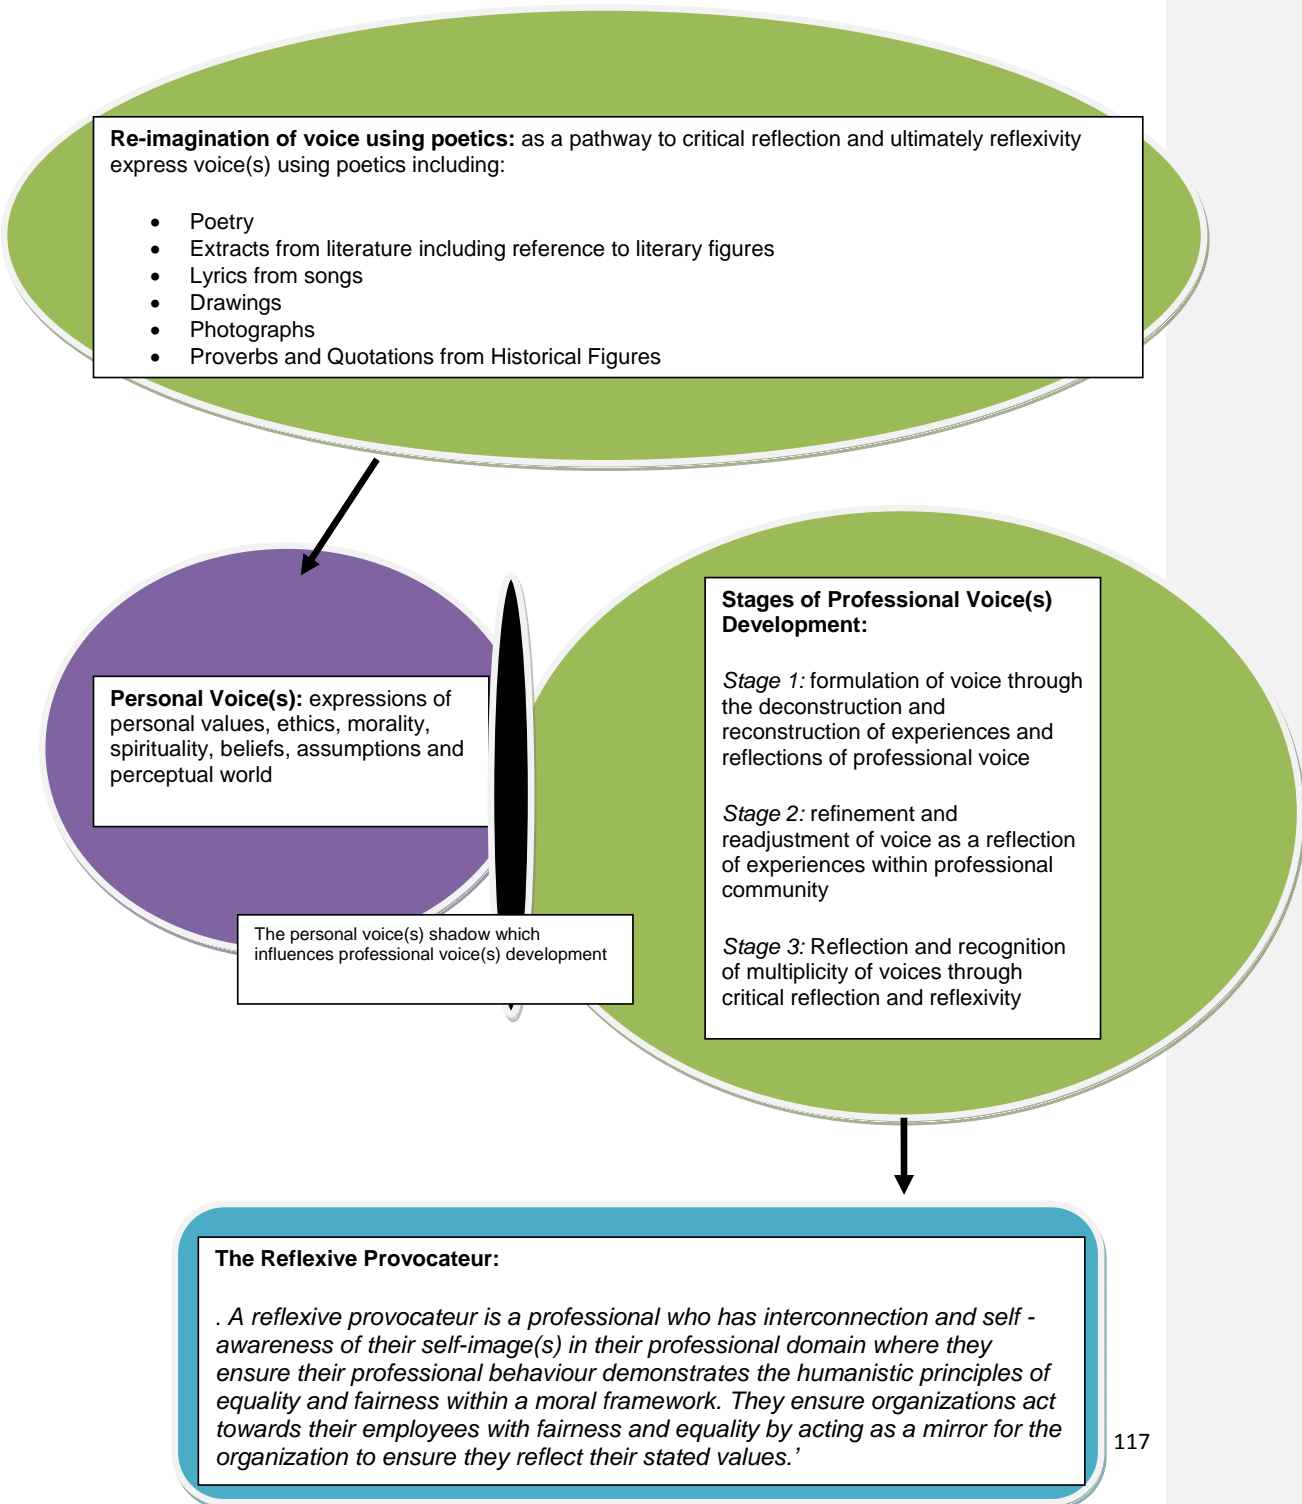 Re-imagination of voice using poetics: as a pathway to critical reflection and ultimately reflexivity
express voice(s) using poetics including:
• Poetry
• Extracts from literature including reference to literary figures
• Lyrics from songs
• Drawings
• Photographs
• Proverbs and Quotations from Historical Figures
Personal Voice(s): expressions of
personal values, ethics, morality,
spirituality, beliefs, assumptions and
perceptual world
The personal voice(s) shadow which
influences professional voice(s) development
Stages of Professional Voice(s)
Development:
Stage 1: formulation of voice through
the deconstruction and
reconstruction of experiences and
reflections of professional voice
Stage 2: refinement and
readjustment of voice as a reflection
of experiences within professional
community
Stage 3: Reflection and recognition
of multiplicity of voices through
critical reflection and reflexivity
The Reflexive Provocateur:
. A reflexive provocateur is a professional who has interconnection and self -
awareness of their self-image(s) in their professional domain where they
ensure their professional behaviour demonstrates the humanistic principles of
equality and fairness within a moral framework. They ensure organizations act
towards their employees with fairness and equality by acting as a mirror for the
organization to ensure they reflect their stated values.’
117